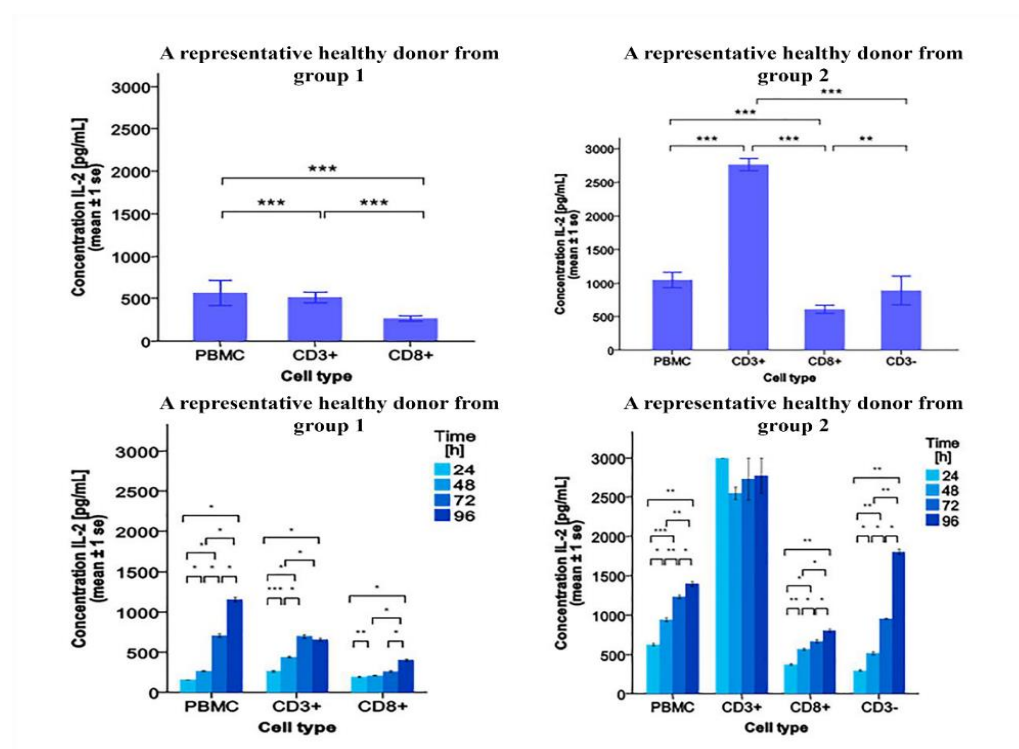 A representative healthy donor from
group 1
Concentration IL-2 [pg/mL]
(mean ± 1 se)
3000
2500
2000
1500
1000
500
0
***
***
***
PBMC
CD3+
CD8+
Cell type
A representative healthy donor from
group 2
Concentration IL-2 [pg/mL]
(mean ± 1 se)
3000
2500
2000
1500
1000
500
0
***
***
***
***
**
PBMC
CD3+
CD8+
CD3-
Cell type
A representative healthy donor from
group 1
Concentration IL-2 [pg/mL]
(mean ± 1 se)
3000
2500
2000
1500
1000
500
0
Time
[h]
24
48
72
96
*
*
*
*
*
*
*
*
*
***
*
*
*
**
*
PBMC
CD3+
CD8+
Cell type
A representative healthy donor from
group 2
Concentration IL-2 [pg/mL]
(mean ± 1 se)
3000
2500
2000
1500
1000
500
0
Time
[h]
24
48
72
96
**
**
***
*
**
*
**
*
*
**
*
*
**
**
**
*
*
*
PBMC
CD3+
CD8+
CD3-
Cell type